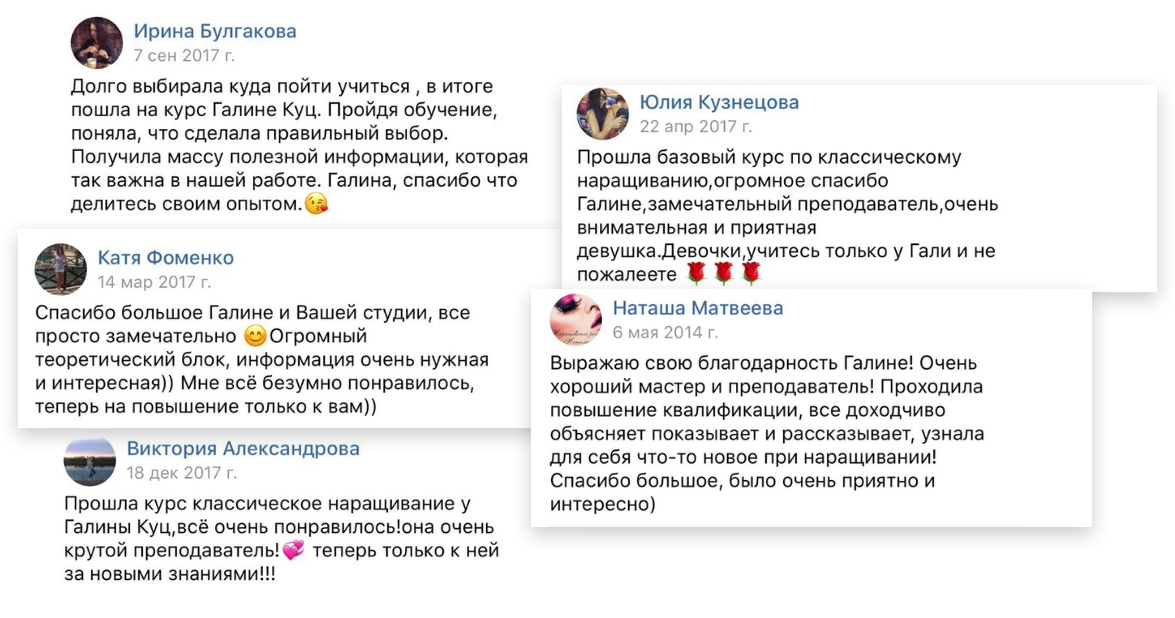 Ирина Булгакова
7 сен 2017 г.
Долго выбирала куда пойти учиться , в итоге
пошла на курс Галине Куц. Пройдя обучение,
поняла, что сделала правильный выбор.
Получила массу полезной информации, которая
так важна в нашей работе. Галина, спасибо что
делитесь своим опытом.😘
Юлия Кузнецова
22 апр 2017 г.
Прошла базовый курс по классическому
наращиванию,огромное спасибо
Галине,замечательный преподаватель,очень
внимательная и приятная
девушка.Девочки,учитесь только у Гали и не
пожалеете 🌹🌹🌹
Катя Фоменко
14 мар 2017 г.
Спасибо большое Галине и Вашей студии, все
просто замечательно 😊Огромный
теоретический блок, информация очень нужная
и интересная)) Мне всё безумно понравилось,
теперь на повышение только к вам))
Наташа Матвеева
6 мая 2014 г.
Выражаю свою благодарность Галине! Очень
хороший мастер и преподаватель! Проходила
повышение квалификации, все доходчиво
объясняет показывает и рассказывает, узнала
для себя что-то новое при наращивании!
Спасибо большое, было очень приятно и
интересно)
Виктория Александрова
18 дек 2017 г.
Прошла курс классическое наращивание у
Галины Куц,всё очень понравилось!она очень
крутой преподаватель!💞 теперь только к ней
за новыми знаниями!!!